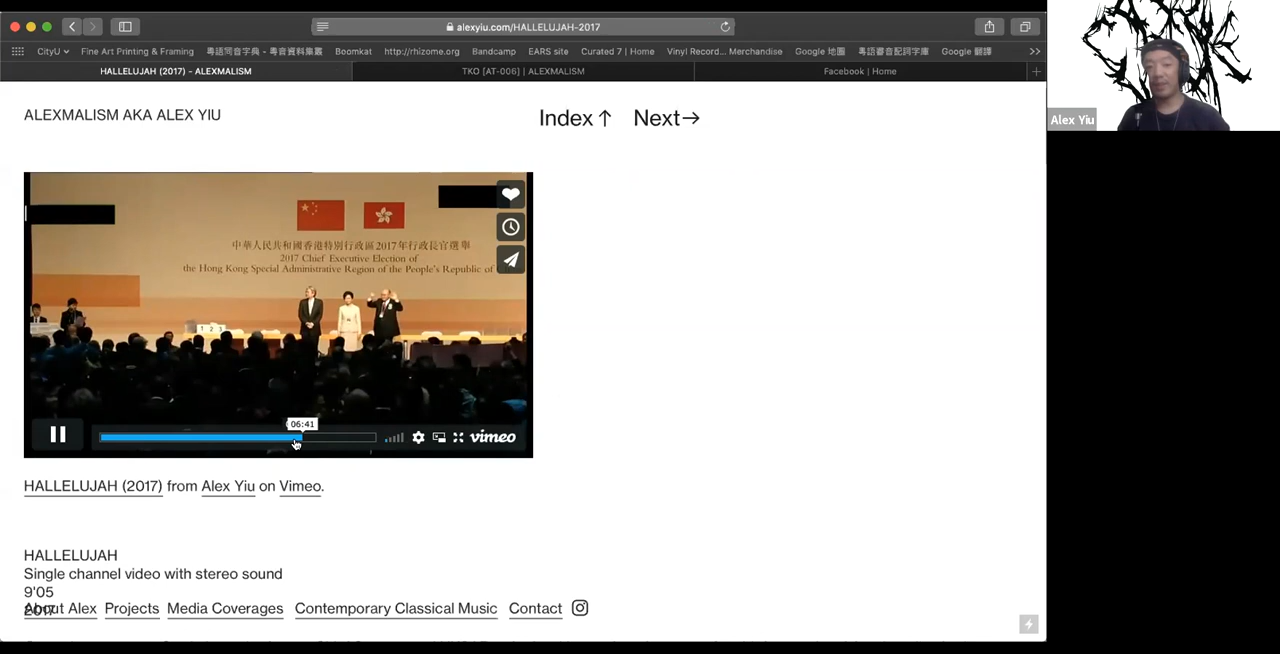 alexyiu.com/HALLELUJAH-2017
CityU
Fine Art Printing & Framing
粵語同音字典 - 粵音資料集叢
Boomkat
http://rhizome.org
Bandcamp
EARS site
Curated 7 | Home
Vinyl Record... Merchandise
Google 地圖
粵語審音配詞字庫
Google 翻譯
HALLELUJAH (2017) - ALEXMALISM
TKO [AT-006] | ALEXMALISM
Facebook | Home
Alex Yiu
ALEXMALISM AKA ALEX YIU
Index↑ Next→
中華人民共和國香港特別行政區2017年行政長官選舉
2017 Chief Executive Election of
the Hong Kong Special Administrative Region of the People's Republic of
1 2 3
06:41
vimeo
HALLELUJAH (2017) from Alex Yiu on Vimeo.
HALLELUJAH
Single channel video with stereo sound
9'05
2017
About Alex Projects Media Coverages Contemporary Classical Music Contact